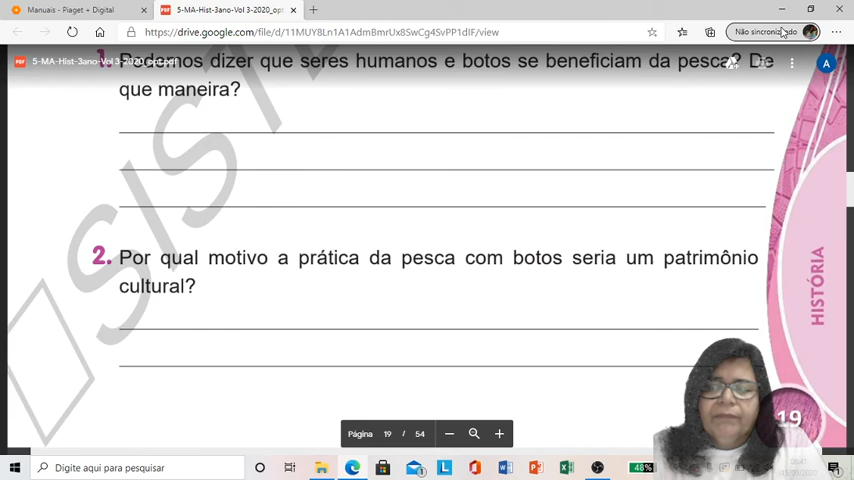 Manuais - Piaget + Digital
5-MA-Hist-3ano-Vol 3-2020_opt
https://drive.google.com/file/d/11MUY8Ln1A1AdmBmrUx8SwCg4SvPP1dIF/view
Não sincronizado
5-MA-Hist-3ano-Vol 3-2020_opt.pdf
A
1. Podemos dizer que seres humanos e botos se beneficiam da pesca? De
que maneira?
2. Por qual motivo a prática da pesca com botos seria um patrimônio
cultural?
SISTE
HISTÓRIA
19
Página 19 / 54
Digite aqui para pesquisar
48%